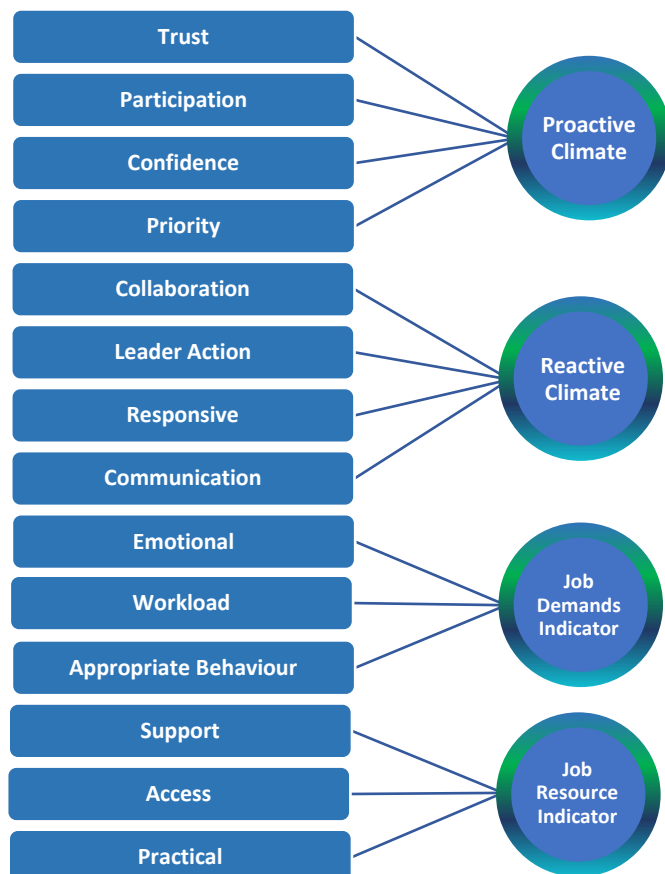 Trust
Participation
Confidence
Priority
Proactive
Climate
Collaboration
Leader Action
Responsive
Communication
Reactive
Climate
Emotional
Workload
Appropriate Behaviour
Job
Demands
Indicator
Support
Access
Practical
Job
Resource
Indicator